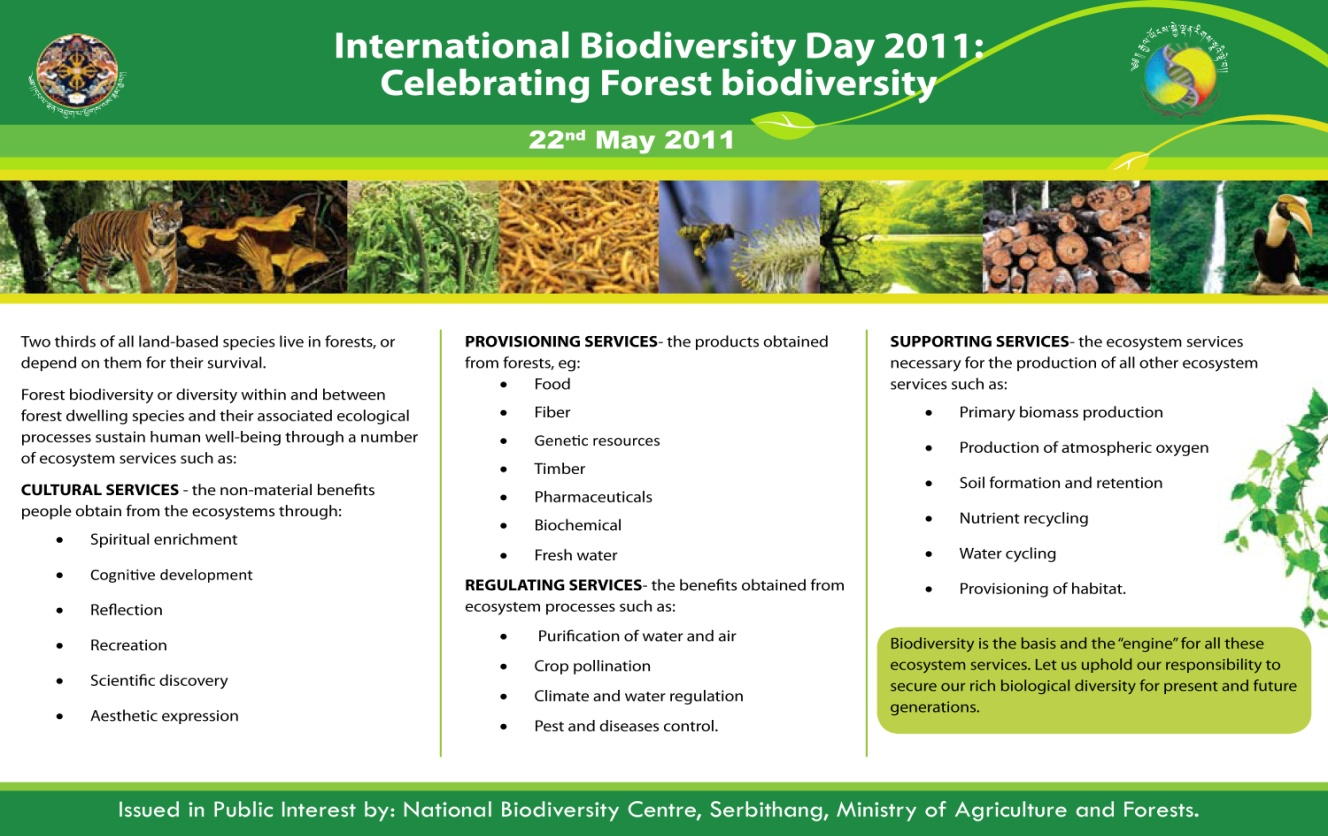 International Biodiversity Day 2011:
Celebrating Forest biodiversity
22nd May 2011
Two thirds of all land-based species live in forests, or
depend on them for their survival.
Forest biodiversity or diversity within and between
forest dwelling species and their associated ecological
processes sustain human well-being through a number
of ecosystem services such as:
CULTURAL SERVICES - the non-material benefits
people obtain from the ecosystems through:
• Spiritual enrichment
• Cognitive development
• Reflection
• Recreation
• Scientific discovery
• Aesthetic expression
PROVISIONING SERVICES- the products obtained
from forests, eg:
• Food
• Fiber
• Genetic resources
• Timber
• Pharmaceuticals
• Biochemical
• Fresh water
REGULATING SERVICES- the benefits obtained from
ecosystem processes such as:
• Purification of water and air
• Crop pollination
• Climate and water regulation
• Pest and diseases control.
SUPPORTING SERVICES- the ecosystem services
necessary for the production of all other ecosystem
services such as:
• Primary biomass production
• Production of atmospheric oxygen
• Soil formation and retention
• Nutrient recycling
• Water cycling
• Provisioning of habitat.
Biodiversity is the basis and the “engine” for all these
ecosystem services. Let us uphold our responsibility to
secure our rich biological diversity for present and future
generations.
Issued in Public Interest by: National Biodiversity Centre, Serbithang, Ministry of Agriculture and Forests.